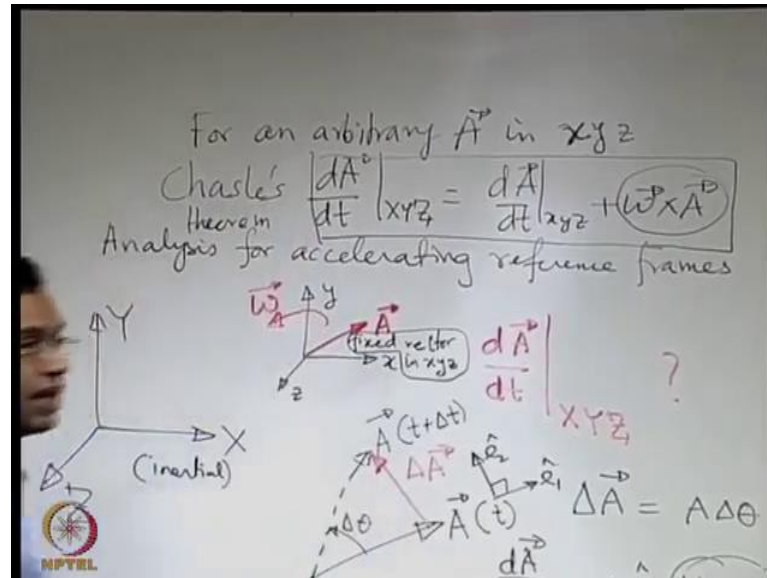 For an arbitrary A⃗ in xyz
Chasle's theorem dA⃗/dt|XYZ = dA⃗/dt|xyz + ω⃗×A⃗
Analysis for accelerating reference frames
Y
X
Z
(inertial)
ω⃗
y
A⃗
fixed vector
x in xyz
z
dA⃗/dt|XYZ ?
A⃗(t+Δt)
ΔA⃗
Δθ
A⃗(t)
ê2
ê1
ΔA⃗ = AΔθ
dA⃗
NPTEL